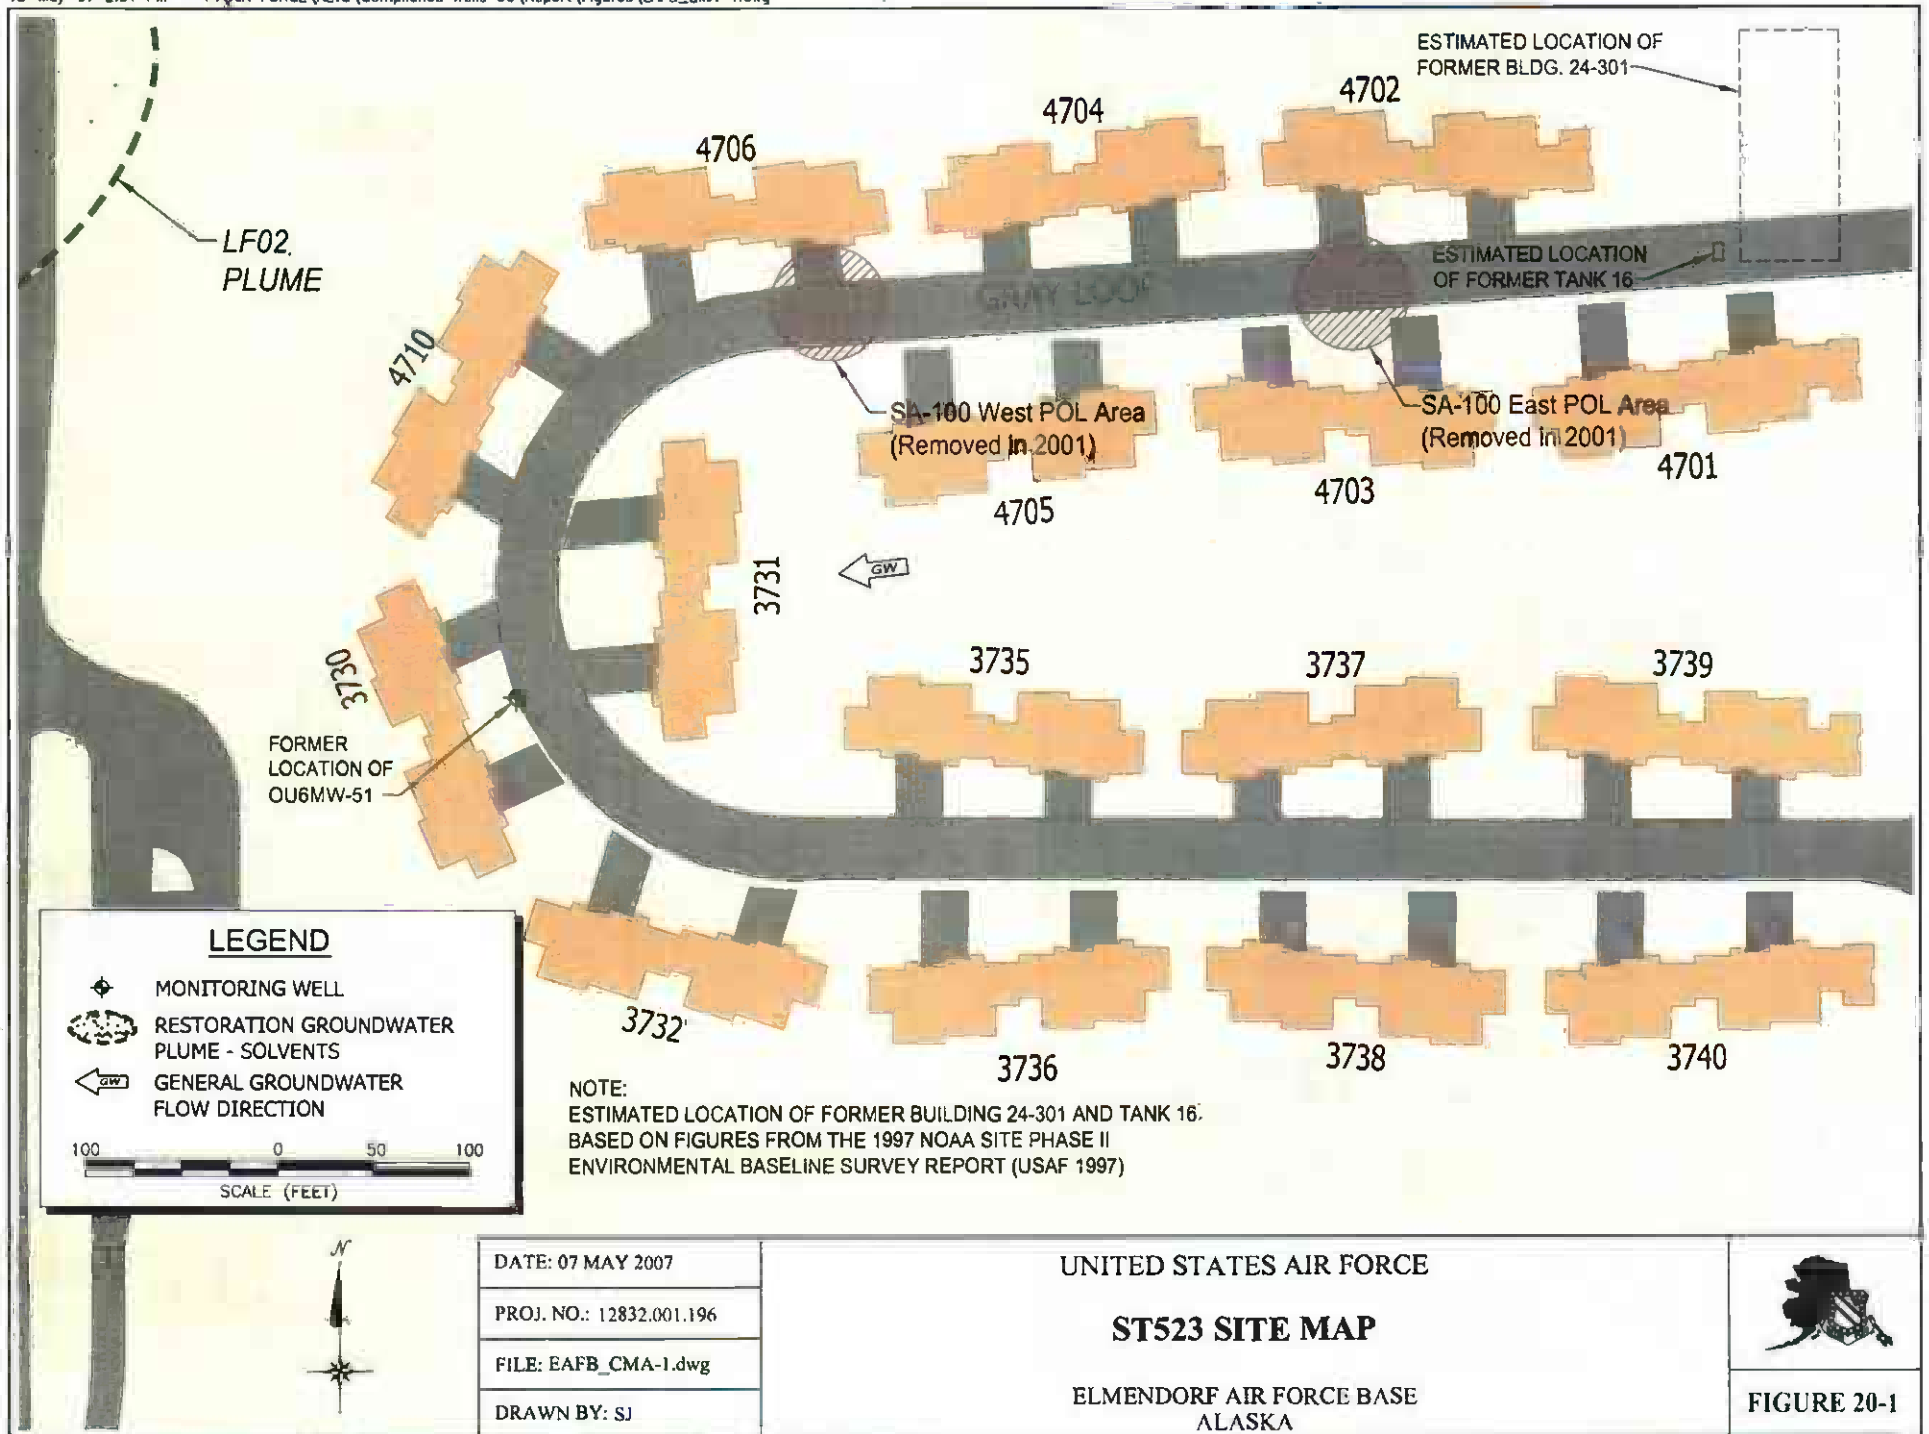 ESTIMATED LOCATION OF
FORMER BLDG. 24-301
4702
4704
4706
LF02
PLUME
ESTIMATED LOCATION
OF FORMER TANK 16
GRAY LOOP
4710
SA-100 West POL Area
(Removed in 2001)
SA-100 East POL Area
(Removed in 2001)
4701
4703
4705
3731
GW
3730
3735
3737
3739
FORMER
LOCATION OF
OU6MW-51
LEGEND
MONITORING WELL
RESTORATION GROUNDWATER
PLUME - SOLVENTS
GW
GENERAL GROUNDWATER
FLOW DIRECTION
100 0 50 100
SCALE (FEET)
3732
3736
3738
3740
NOTE:
ESTIMATED LOCATION OF FORMER BUILDING 24-301 AND TANK 16
BASED ON FIGURES FROM THE 1997 NOAA SITE PHASE II
ENVIRONMENTAL BASELINE SURVEY REPORT (USAF 1997)
N
DATE: 07 MAY 2007
PROJ. NO.: 12832.001.196
FILE: EAFB_CMA-1.dwg
DRAWN BY: SJ
UNITED STATES AIR FORCE
ST523 SITE MAP
ELMENDORF AIR FORCE BASE
ALASKA
FIGURE 20-1